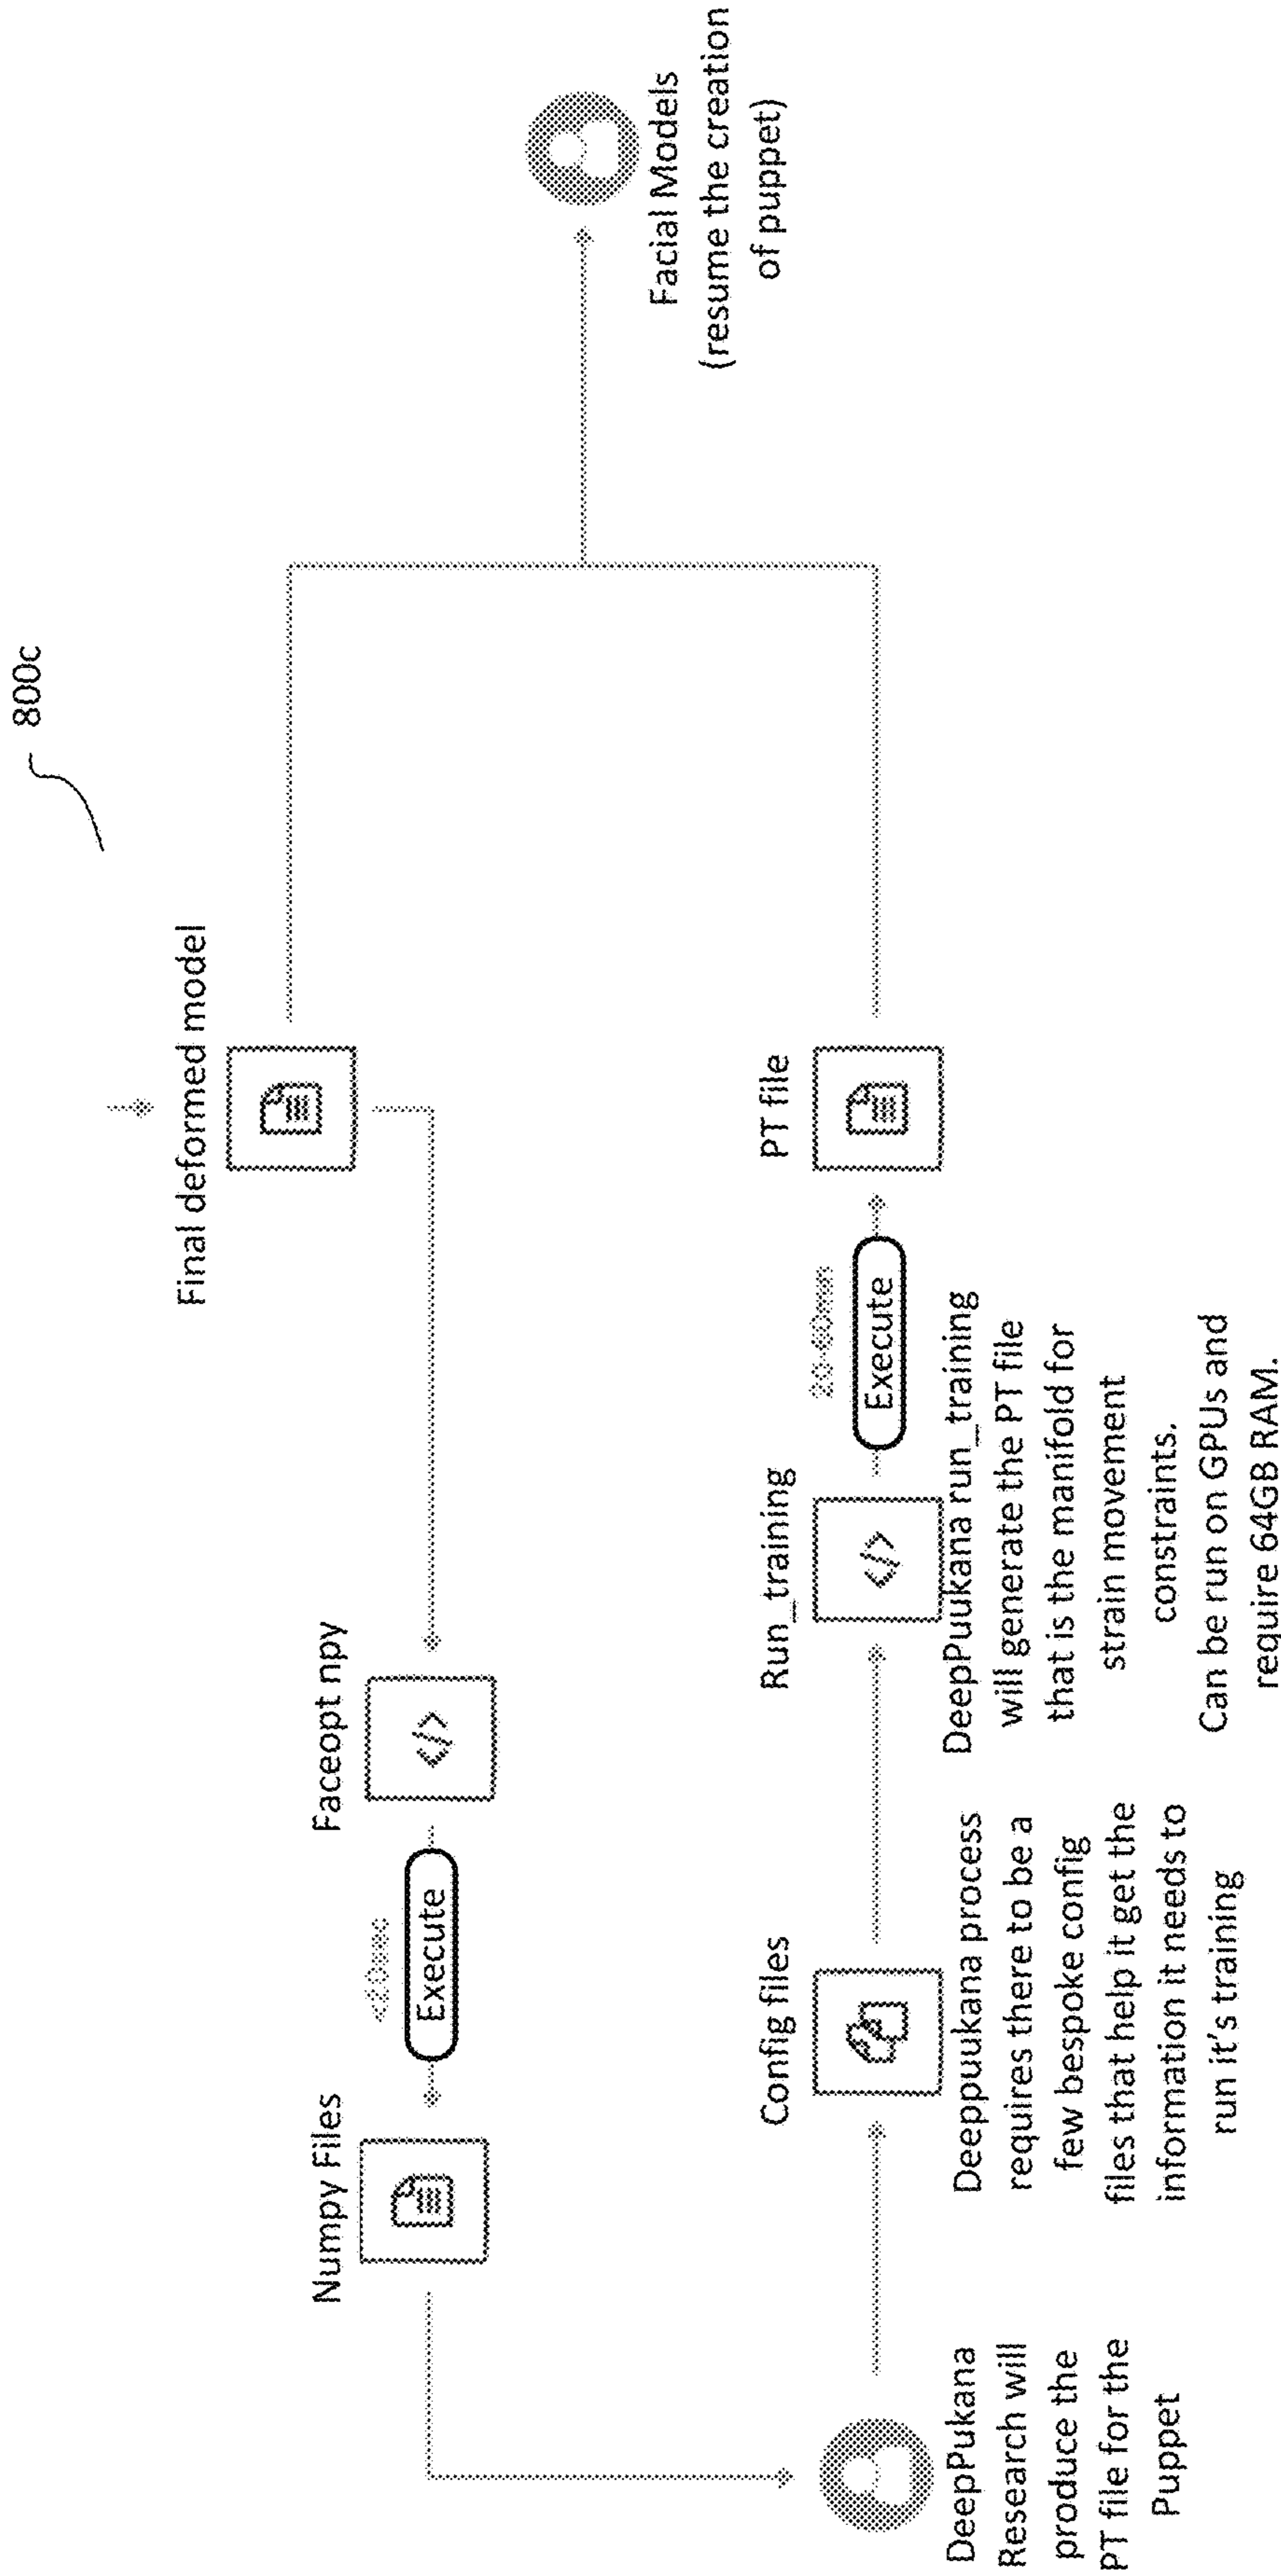 800c
Final deformed model
Numpy Files
Execute
Faceopt npy
Facial Models
(resume the creation
of puppet)
DeepPukana
Research will
produce the
PT file for the
Puppet
Config files
Deeppuukana process
requires there to be a
few bespoke config
files that help it get the
information it needs to
run it's training
Run_training
DeepPuukana run_training
will generate the PT file
that is the manifold for
strain movement
constraints.
Can be run on GPUs and
require 64GB RAM.
Execute
PT file